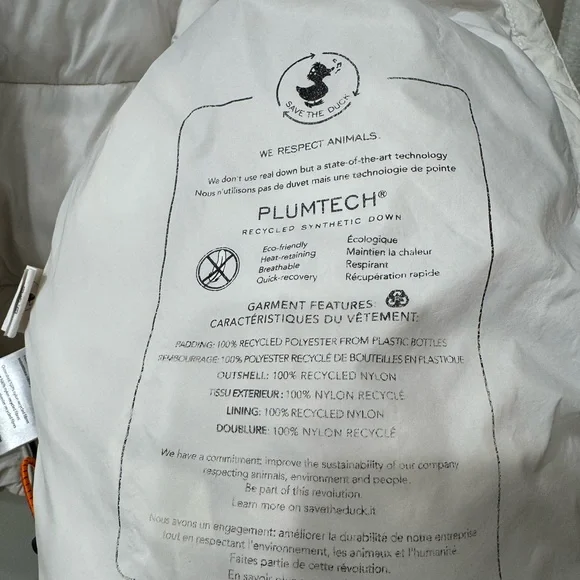 SAVE THE DUCK
WE RESPECT ANIMALS.
We don't use real down but a state-of-the-art technology
Nous n'utilisons pas de duvet mais une technologie de pointe
PLUMTECH®
RECYCLED SYNTHETIC DOWN
Eco-friendly Écologique
Heat-retaining Maintien la chaleur
Breathable Respirant
Quick-recovery Récupération rapide
GARMENT FEATURES:
CARACTÉRISTIQUES DU VÊTEMENT:
PADDING: 100% RECYCLED POLYESTER FROM PLASTIC BOTTLES
REMBOURRAGE: 100% POLYESTER RECYCLÉ DE BOUTEILLES EN PLASTIQUE
OUTSHELL: 100% RECYCLED NYLON
TISSU EXTERIEUR: 100% NYLON RECYCLÉ
LINING: 100% RECYCLED NYLON
DOUBLURE: 100% NYLON RECYCLÉ
We have a commitment: improve the sustainability of our company
respecting animals, environment and people.
Be part of this revolution.
Learn more on savetheduck.it
Nous avons un engagement: améliorer la durabilité de notre entreprise
tout en respectant l'environnement, les animaux et l'humanité.
Faites partie de cette révolution.
En savoir